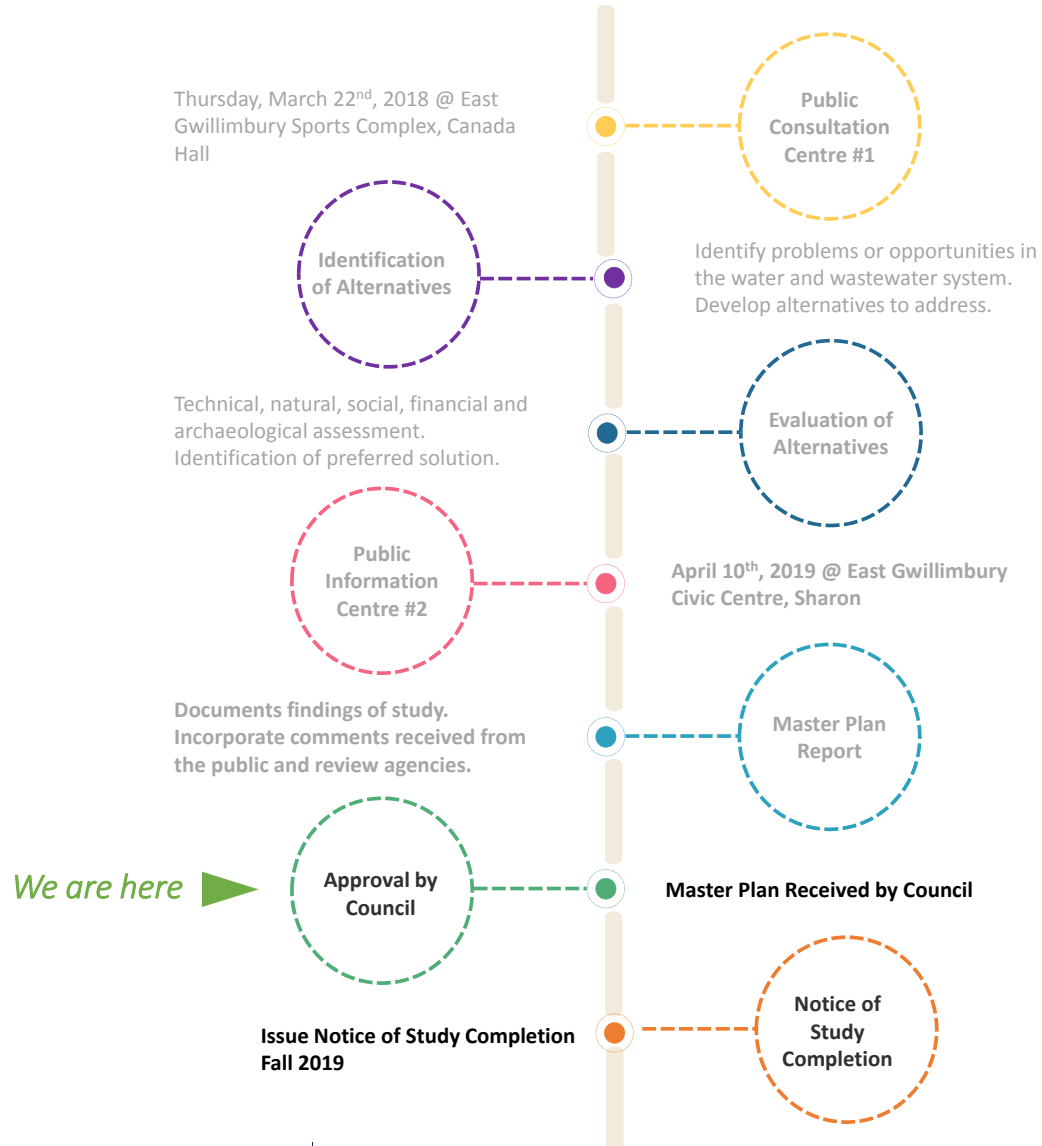 Thursday, March 22nd, 2018 @ East
Gwillimbury Sports Complex, Canada
Hall
Public
Consultation
Centre #1
Identification
of Alternatives
Identify problems or opportunities in
the water and wastewater system.
Develop alternatives to address.
Technical, natural, social, financial and
archaeological assessment.
Identification of preferred solution.
Evaluation of
Alternatives
Public
Information
Centre #2
April 10th, 2019 @ East Gwillimbury
Civic Centre, Sharon
Documents findings of study.
Incorporate comments received from
the public and review agencies.
Master Plan
Report
We are here
Approval by
Council
Master Plan Received by Council
Issue Notice of Study Completion
Fall 2019
Notice of
Study
Completion